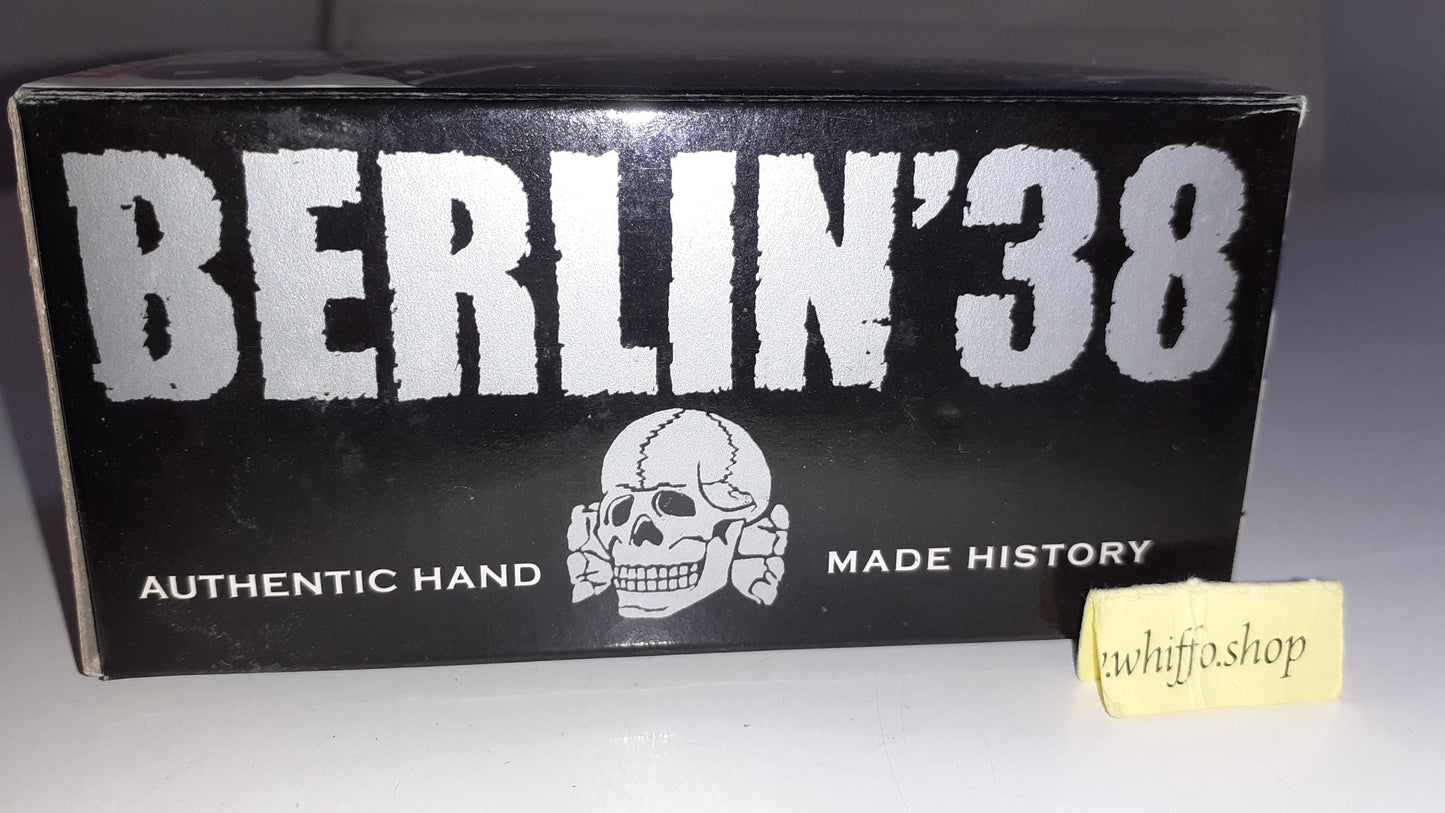 BERLIN'38
AUTHENTIC HAND MADE HISTORY
.whiffo.shop